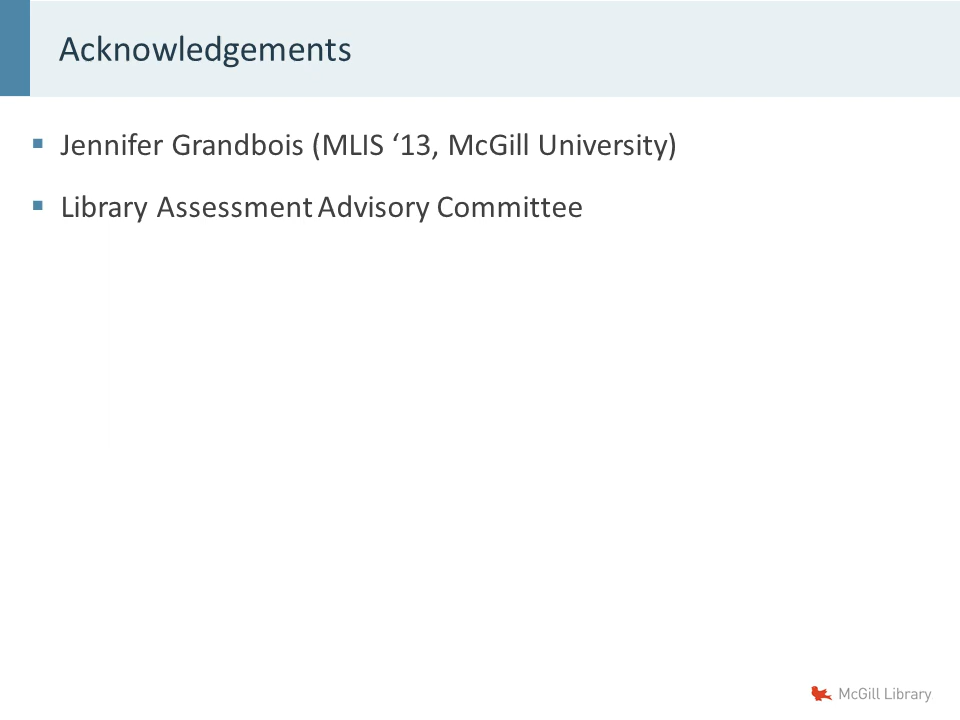 Acknowledgements
▪ Jennifer Grandbois (MLIS ‘13, McGill University)
▪ Library Assessment Advisory Committee
McGill Library